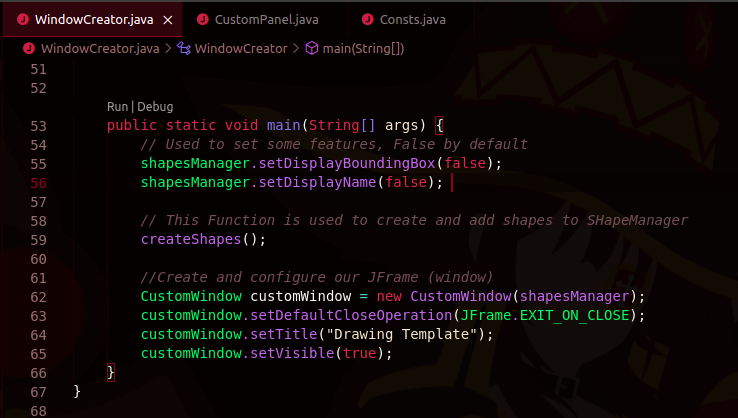 WindowCreator.java × CustomPanel.java Consts.java
WindowCreator.java > WindowCreator > main(String[])
51
52
Run | Debug
53 public static void main(String[] args) {
54 // Used to set some features, False by default
55 shapesManager.setDisplayBoundingBox(false);
56 shapesManager.setDisplayName(false);
57
58 // This Function is used to create and add shapes to SHapeManager
59 createShapes();
60
61 //Create and configure our JFrame (window)
62 CustomWindow customWindow = new CustomWindow(shapesManager);
63 customWindow.setDefaultCloseOperation(JFrame.EXIT_ON_CLOSE);
64 customWindow.setTitle("Drawing Template");
65 customWindow.setVisible(true);
66 }
67 }
68